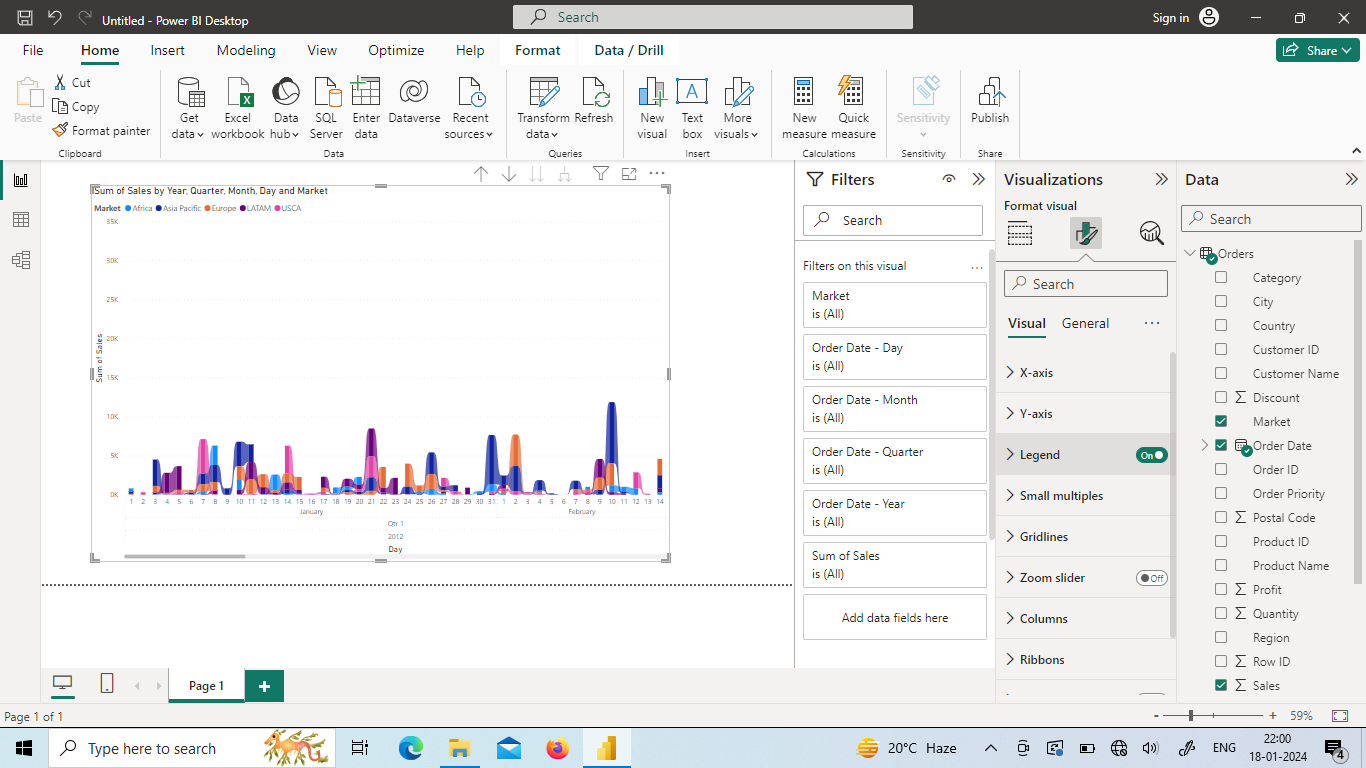 Untitled - Power BI Desktop
Search
Sign in
File
Home
Insert
Modeling
View
Optimize
Help
Format
Data / Drill
Share
Paste
Cut
Copy
Format painter
Clipboard
Get data
Excel workbook
Data hub
SQL Server
Enter data
Dataverse
Recent sources
Data
Transform data
Refresh
Queries
New visual
Text box
More visuals
Insert
New measure
Quick measure
Calculations
Sensitivity
Sensitivity
Publish
Share
Sum of Sales by Year, Quarter, Month, Day and Market
Market Africa Asia Pacific Europe LATAM USCA
35K
30K
25K
20K
15K
10K
5K
0K
Sum of Sales
1 2 3 4 5 6 7 8 9 10 11 12 13 14 15 16 17 18 19 20 21 22 23 24 25 26 27 28 29 30 31 1 2 3 4 5 6 7 8 9 10 11 12 13 14
January February
Qtr 1
2012
Day
Filters
Search
Filters on this visual
Market
is (All)
Order Date - Day
is (All)
Order Date - Month
is (All)
Order Date - Quarter
is (All)
Order Date - Year
is (All)
Sum of Sales
is (All)
Add data fields here
Visualizations
Format visual
Search
Visual General
X-axis
Y-axis
Legend On
Small multiples
Gridlines
Zoom slider Off
Columns
Ribbons
Data
Search
Orders
Category
City
Country
Customer ID
Customer Name
Discount
Market
Order Date
Order ID
Order Priority
Postal Code
Product ID
Product Name
Profit
Quantity
Region
Row ID
Sales
Page 1
Page 1 of 1
59%
Type here to search
20°C Haze
ENG
22:00
18-01-2024
4